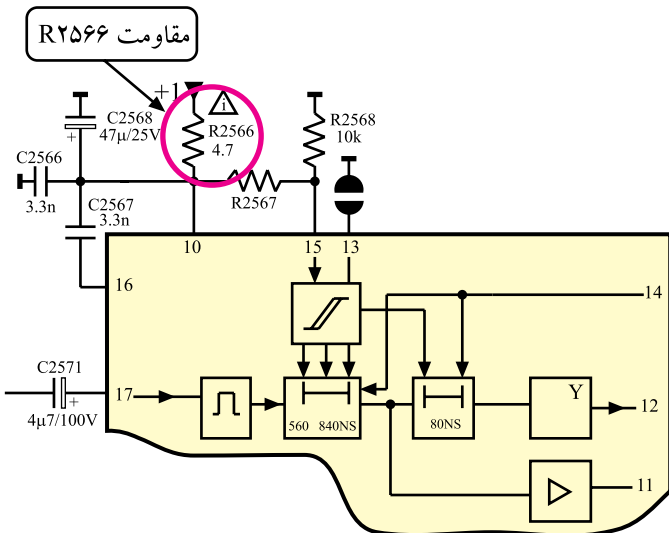 مقاومت R۲۵۶۶
+1
i
C2568
47µ/25V
+
R2566
4.7
R2568
10k
C2566
3.3n
C2567
3.3n
R2567
10
15
13
16
14
C2571
17
+
4µ7/100V
560 840NS
80NS
Y
12
11